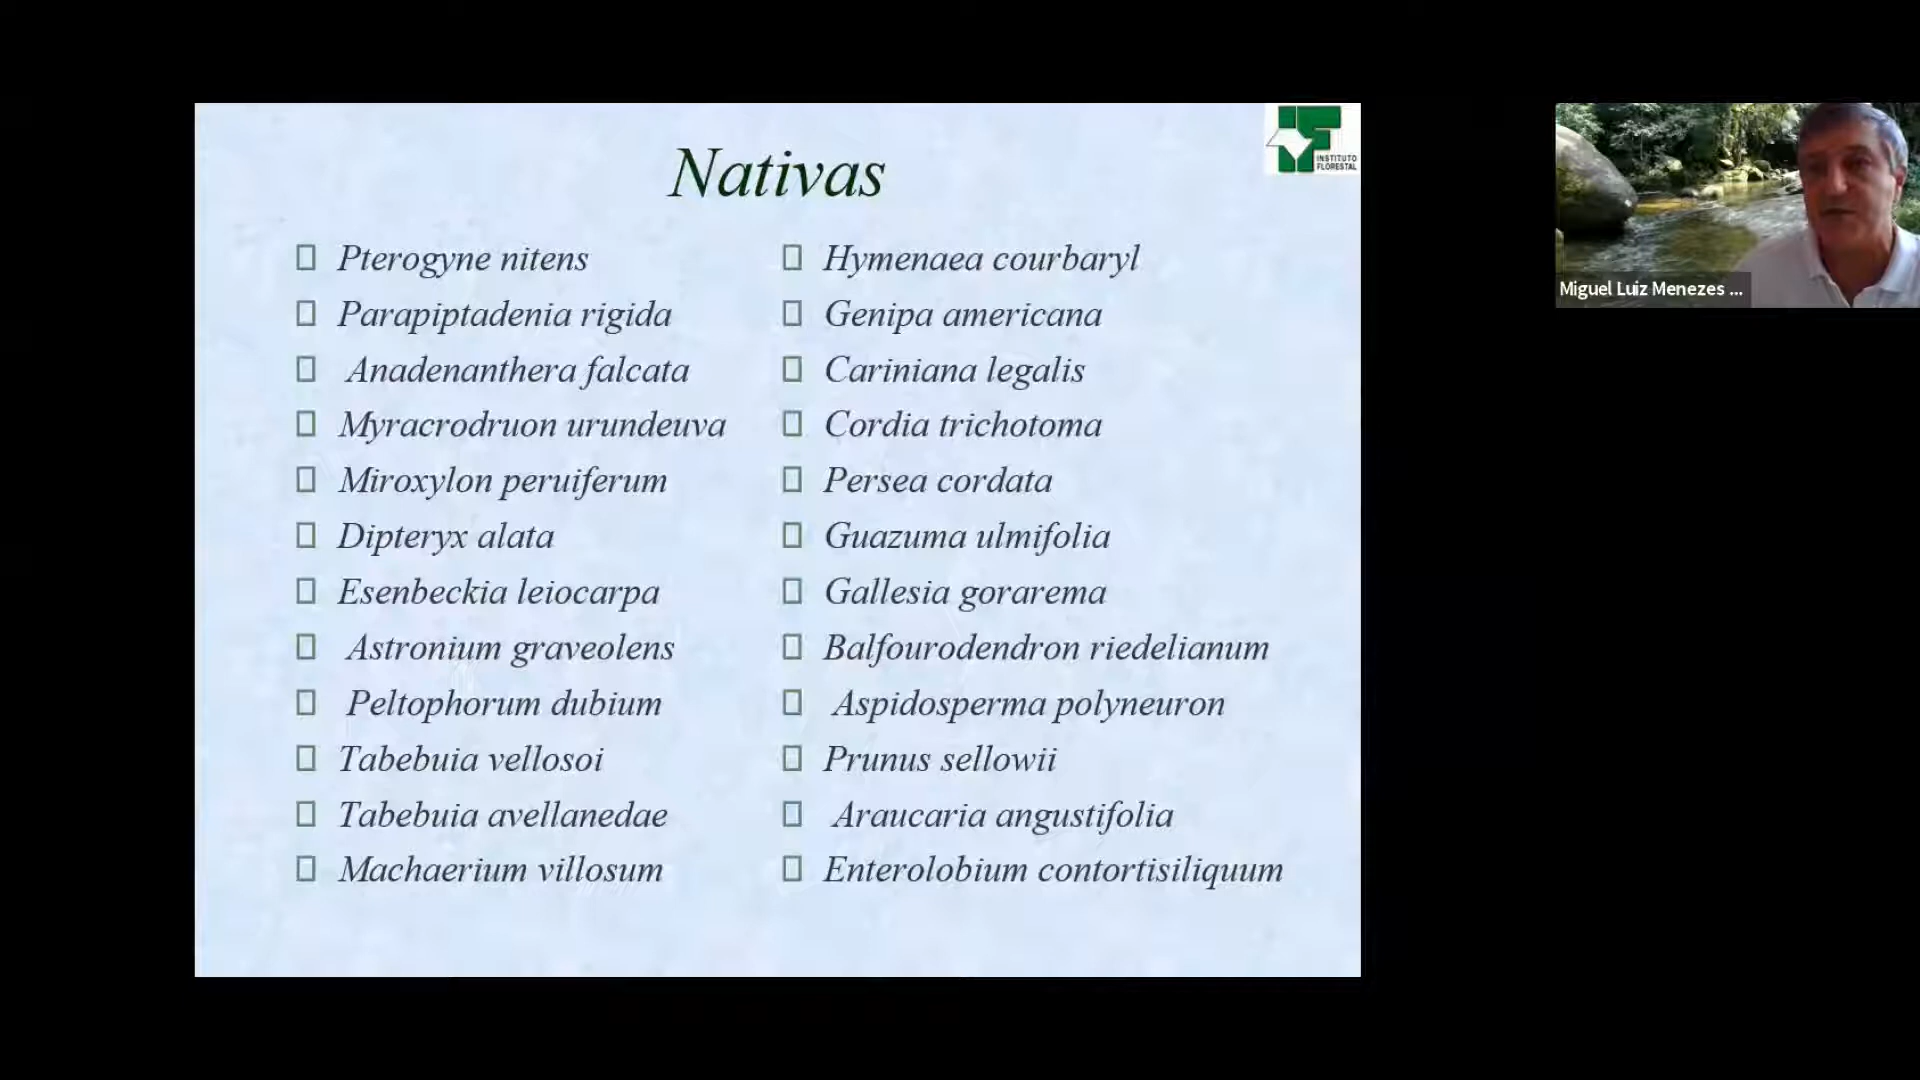 Nativas
INSTITUTO
FLORESTAL
Pterogyne nitens
Parapiptadenia rigida
Anadenanthera falcata
Myracrodruon urundeuva
Miroxylon peruiferum
Dipteryx alata
Esenbeckia leiocarpa
Astronium graveolens
Peltophorum dubium
Tabebuia vellosoi
Tabebuia avellanedae
Machaerium villosum
Hymenaea courbaryl
Genipa americana
Cariniana legalis
Cordia trichotoma
Persea cordata
Guazuma ulmifolia
Gallesia gorarema
Balfourodendron riedelianum
Aspidosperma polyneuron
Prunus sellowii
Araucaria angustifolia
Enterolobium contortisiliquum
Miguel Luiz Menezes ...